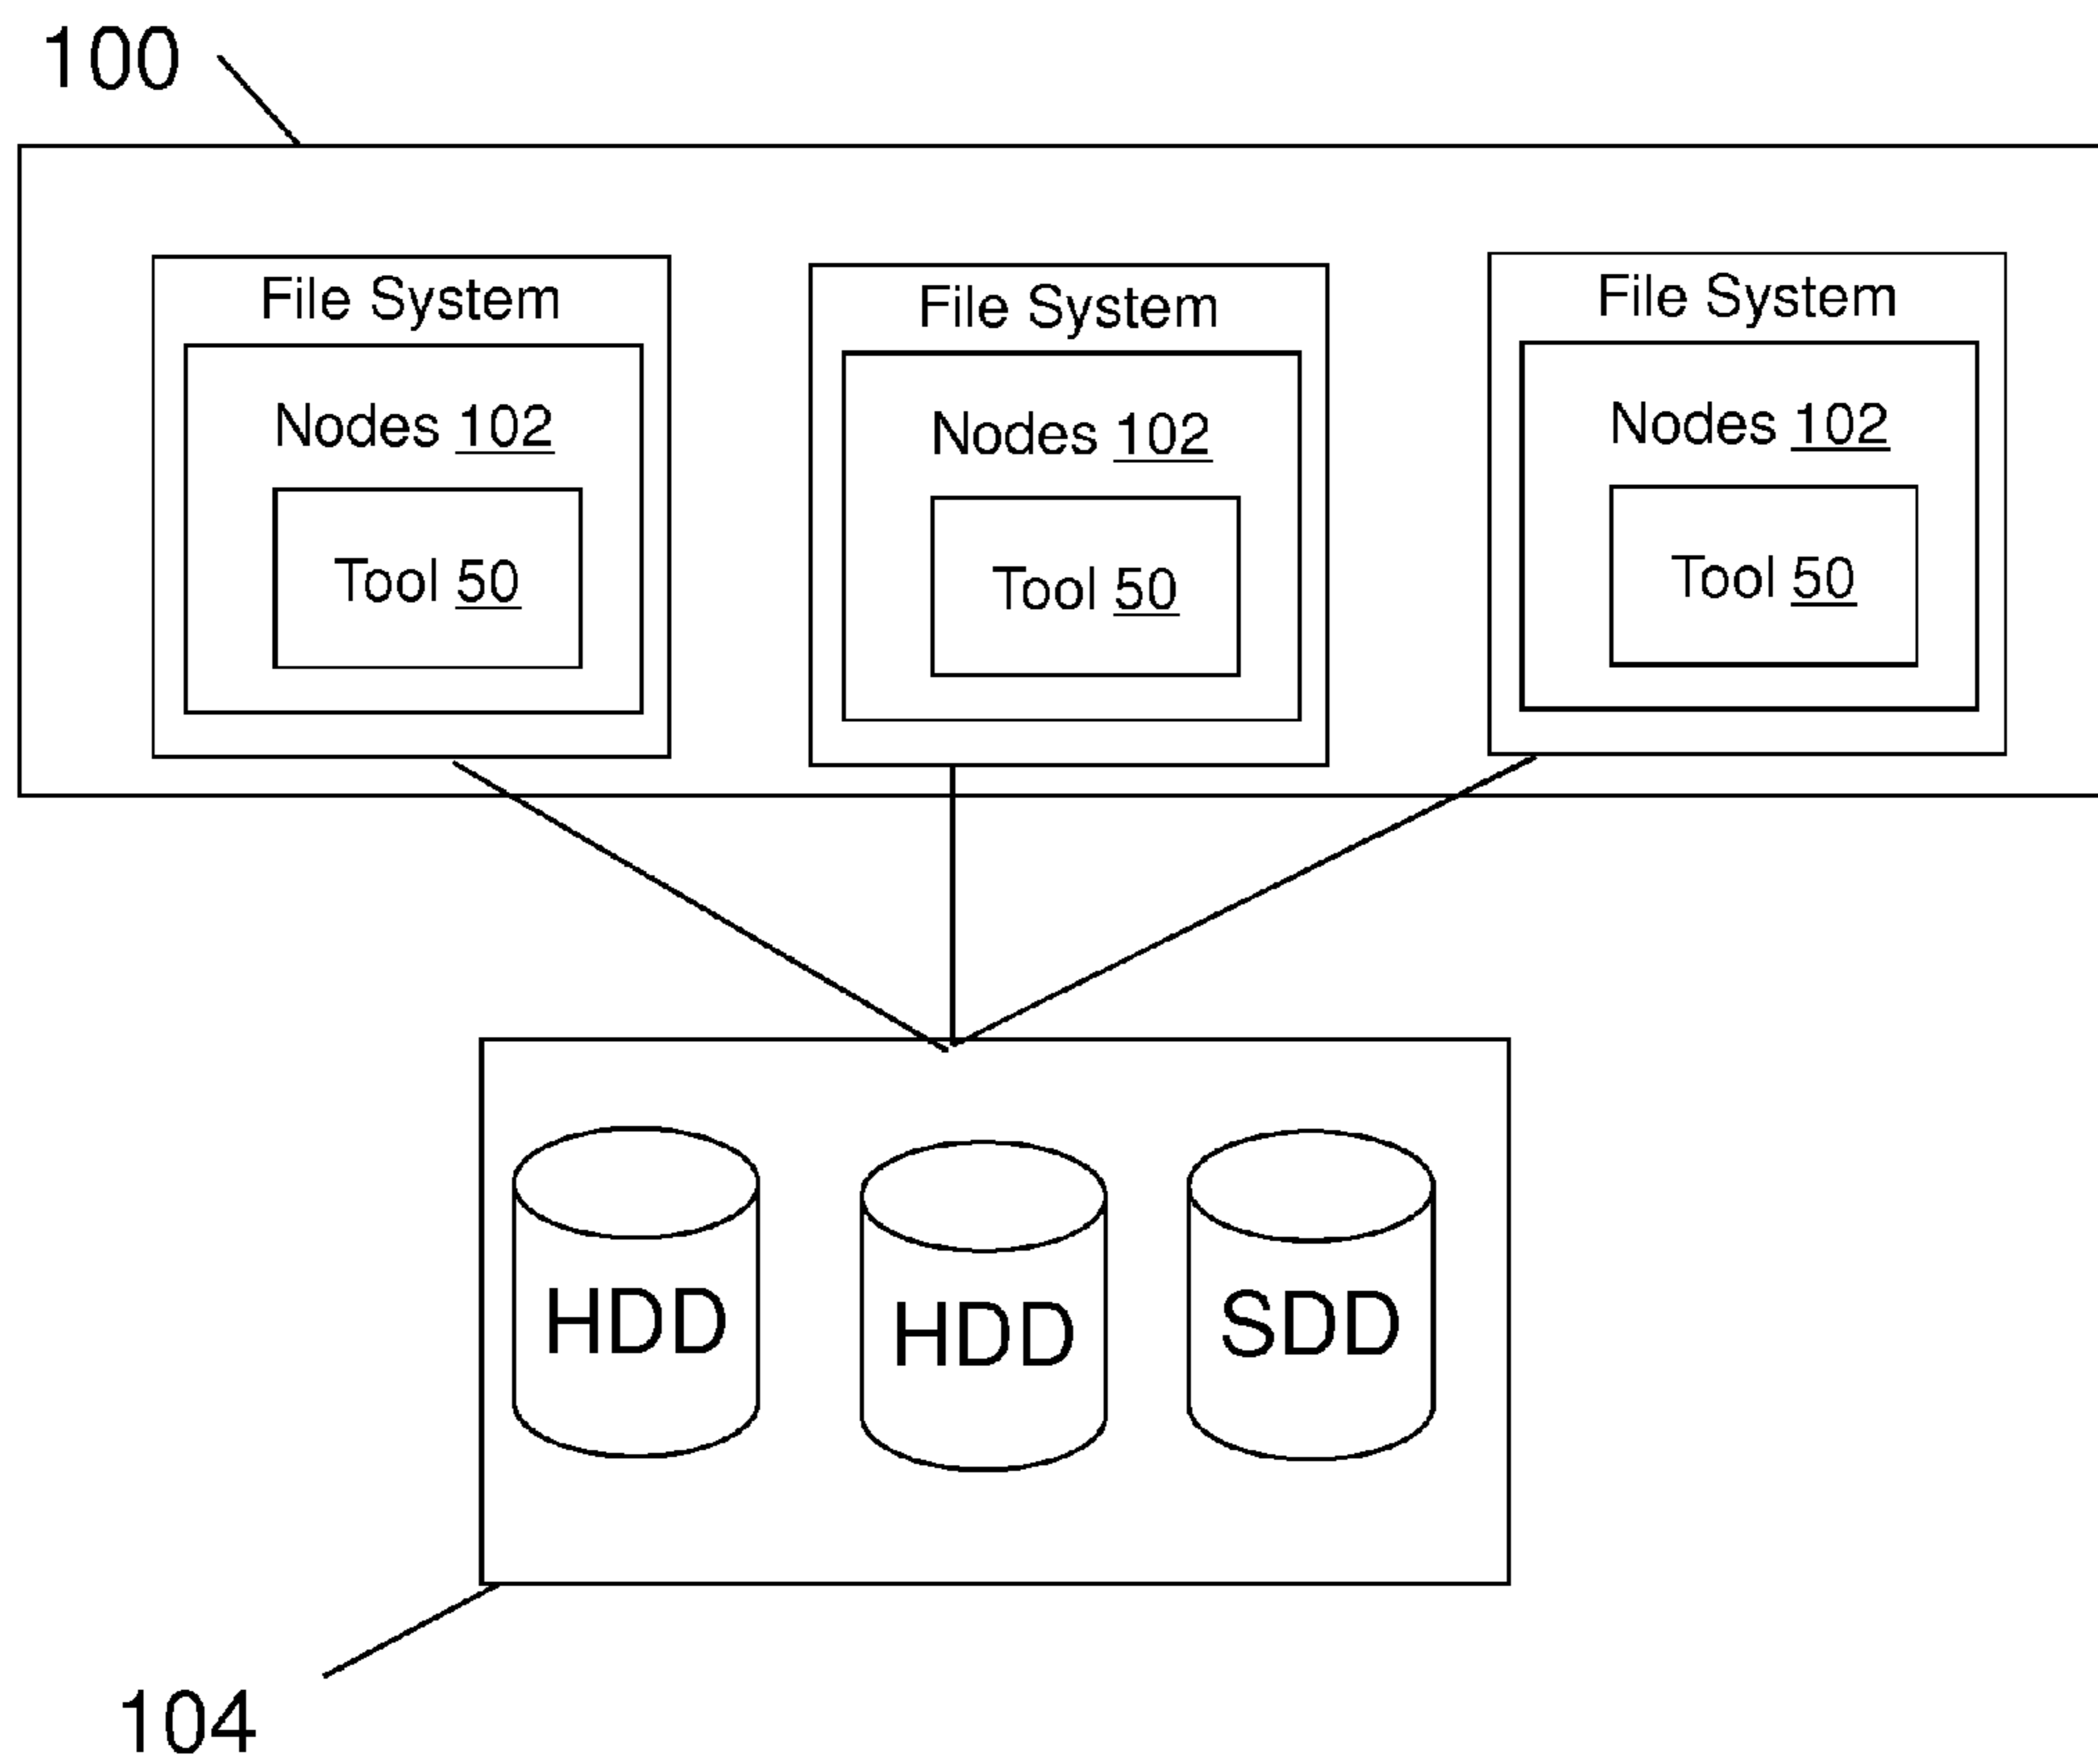 100
File System
Nodes 102
Tool 50
File System
Nodes 102
Tool 50
File System
Nodes 102
Tool 50
HDD
HDD
SDD
104